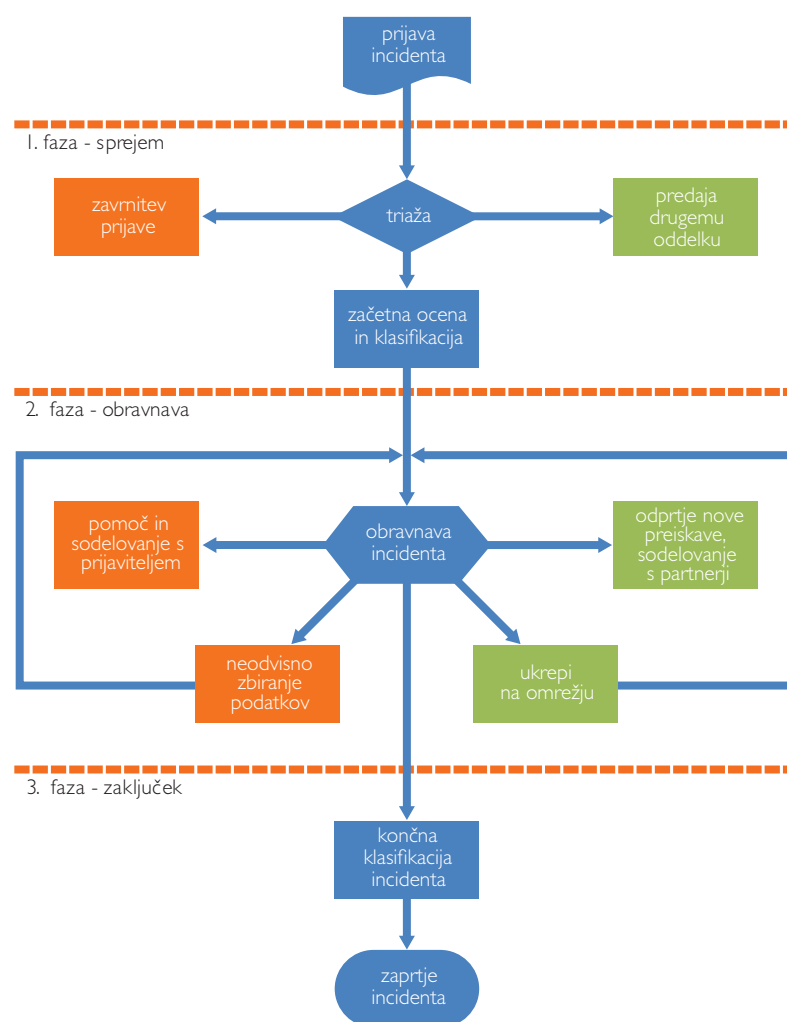 prijava
incidenta
1. faza - sprejem
zavrnitev
prijave
triaža
predaja
drugemu
oddelku
začetna ocena
in klasifikacija
2. faza - obravnava
pomoč in
sodelovanje s
prijaviteljem
obravnava
incidenta
odprtje nove
preiskave,
sodelovanje
s partnerji
neodvisno
zbiranje
podatkov
ukrepi
na omrežju
3. faza - zaključek
končna
klasifikacija
incidenta
zaprtje
incidenta